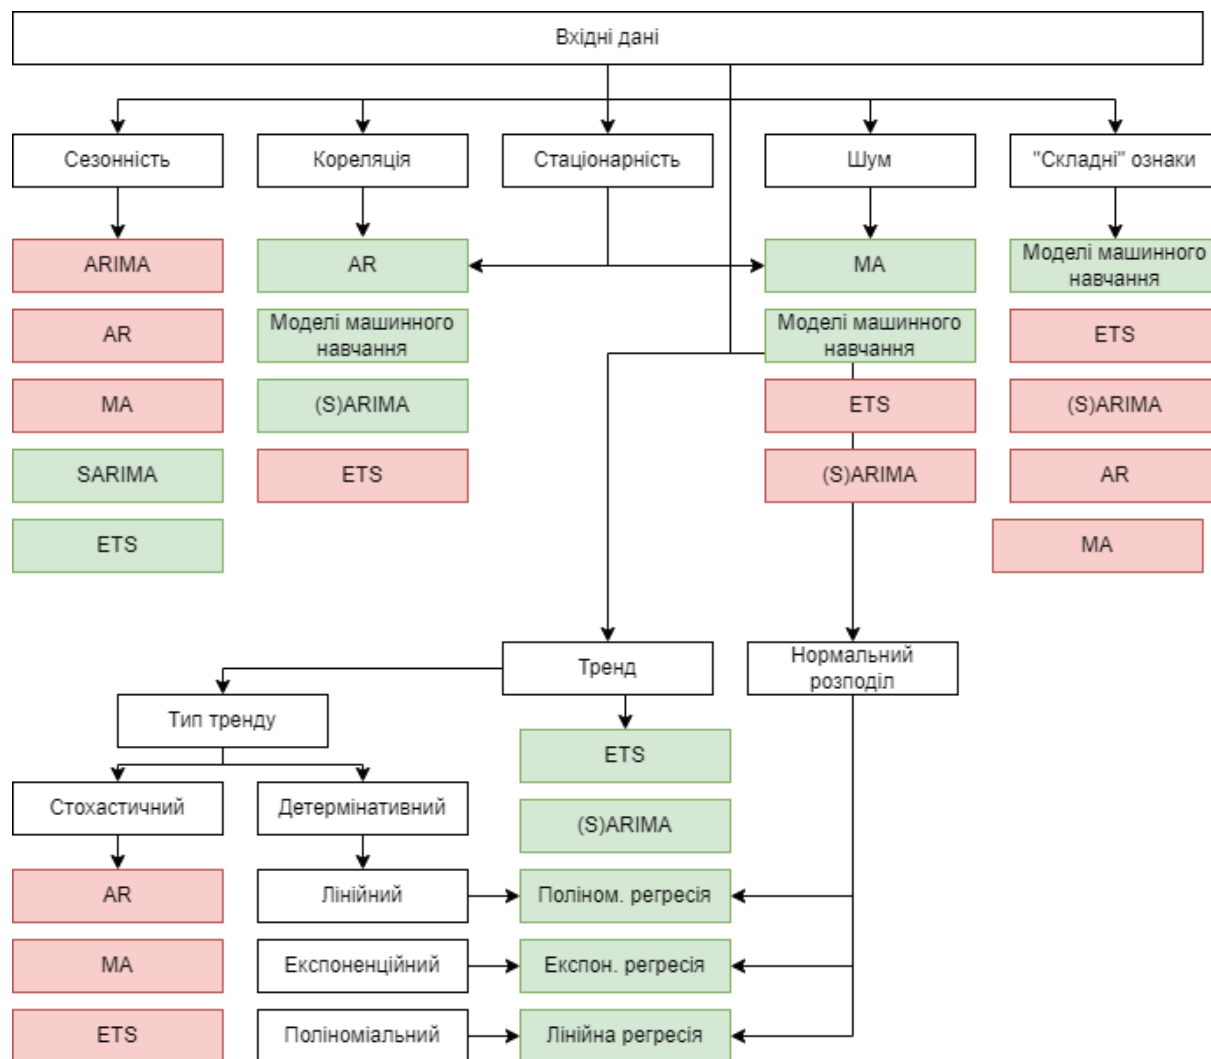 Вхідні дані
Сезонність
Кореляція
Стаціонарність
Шум
"Складні" ознаки
ARIMA
AR
MA
SARIMA
ETS
AR
Моделі машинного
навчання
(S)ARIMA
ETS
MA
Моделі машинного
навчання
ETS
(S)ARIMA
Моделі машинного
навчання
ETS
(S)ARIMA
AR
MA
Тренд
Нормальний
розподіл
Тип тренду
Стохастичний
Детермінативний
AR
MA
ETS
Лінійний
Експоненційний
Поліноміальний
ETS
(S)ARIMA
Поліном. регресія
Експон. регресія
Лінійна регресія